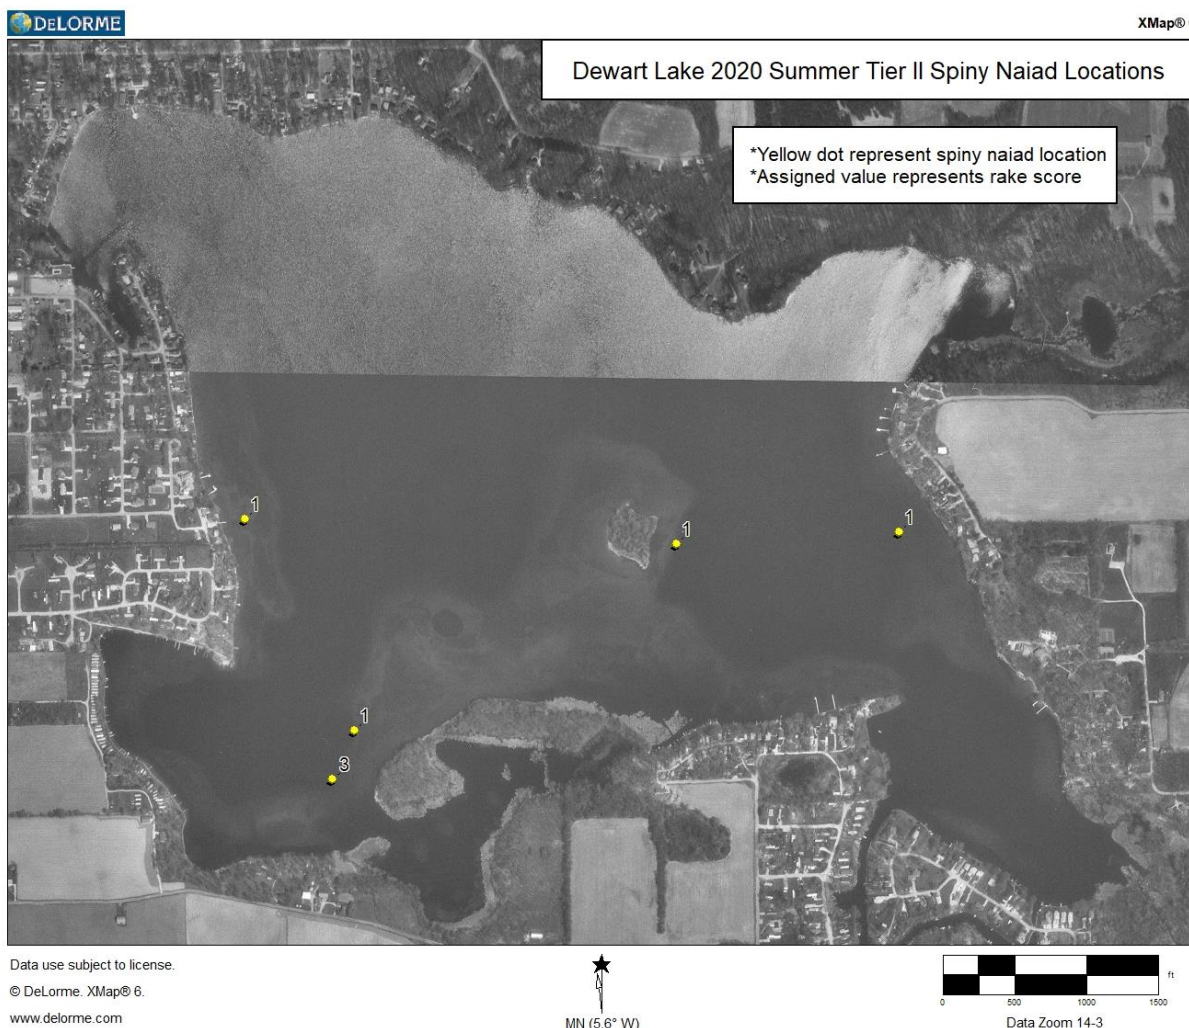 DELORME
XMap®
Dewart Lake 2020 Summer Tier II Spiny Naiad Locations
*Yellow dot represent spiny naiad location
*Assigned value represents rake score
1
1
1
1
3
Data use subject to license.
© DeLorme. XMap® 6.
www.delorme.com
MN (5.6° W)
ft
0 500 1000 1500
Data Zoom 14-3